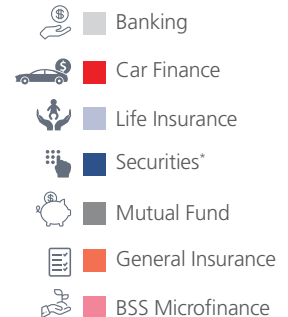 Banking
Car Finance
Life Insurance
Securities*
Mutual Fund
General Insurance
BSS Microfinance